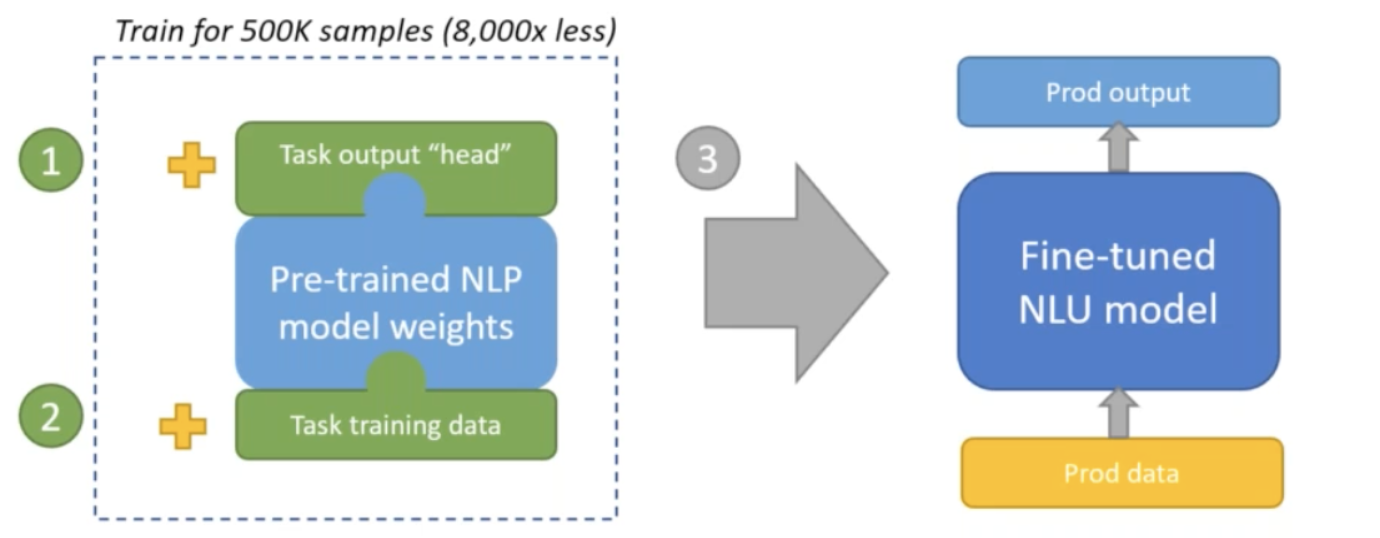 Train for 500K samples (8,000x less)
1
Task output “head”
Pre-trained NLP
model weights
2
Task training data
3
Prod output
Fine-tuned
NLU model
Prod data